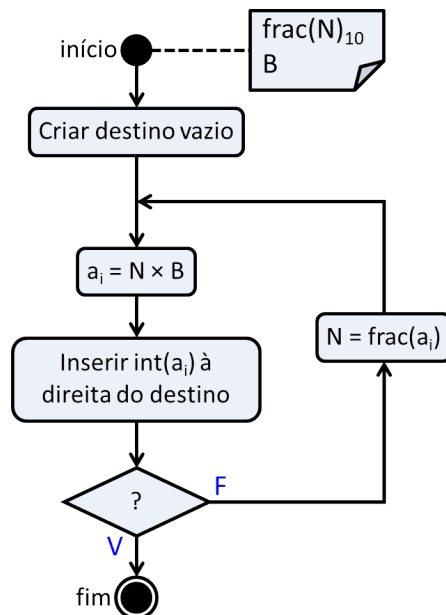 início
frac(N)₁₀
B
Criar destino vazio
aᵢ = N × B
Inserir int(aᵢ) à
direita do destino
N = frac(aᵢ)
?
F
V
fim